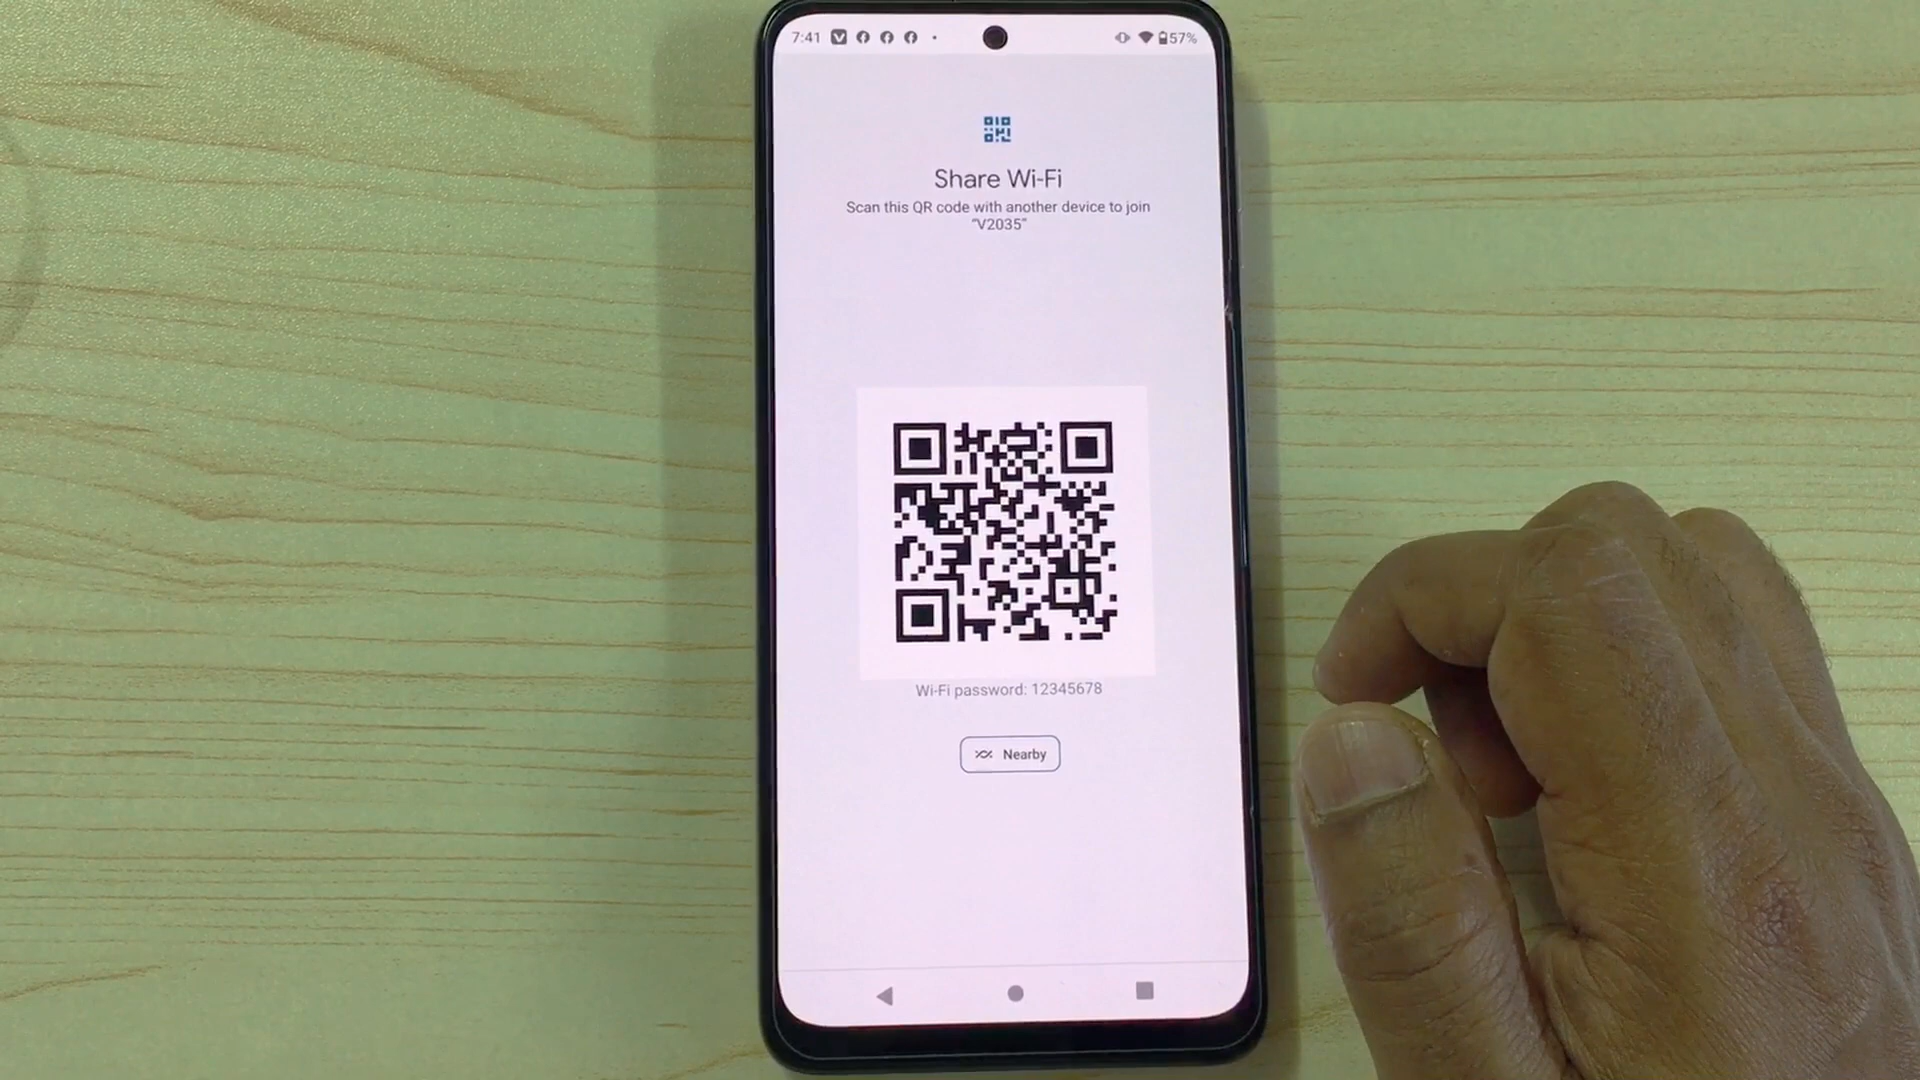 7:41
57%
Share Wi-Fi
Scan this QR code with another device to join
“V2035”
Wi-Fi password: 12345678
Nearby